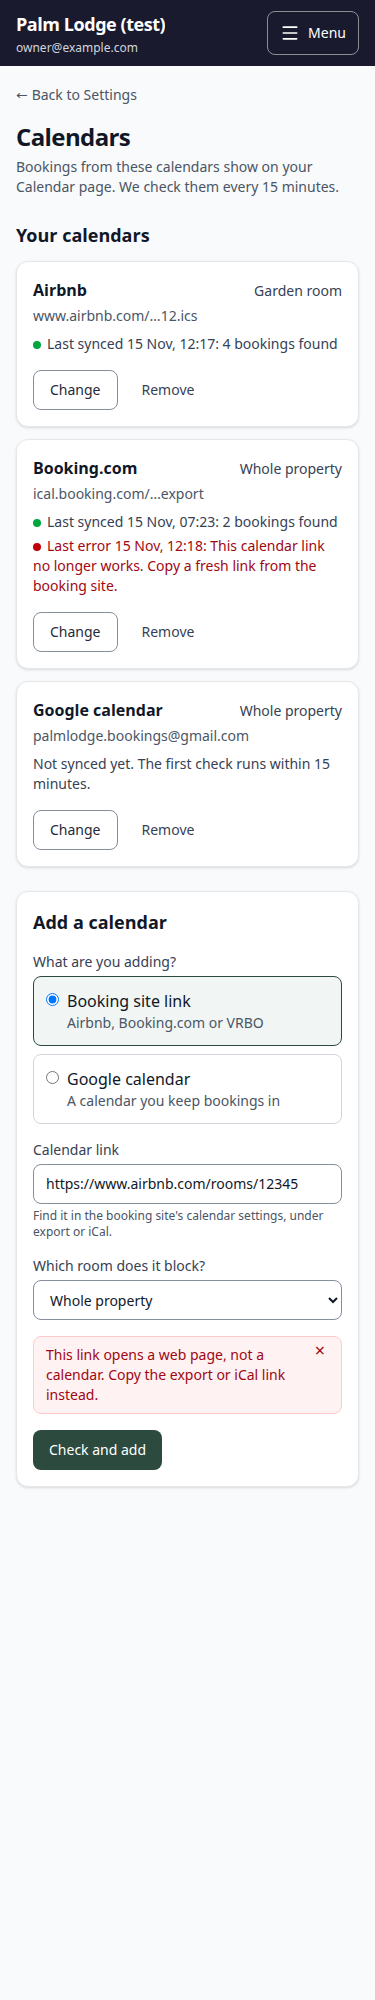 Palm Lodge (test)
owner@example.com
Menu
← Back to Settings
Calendars
Bookings from these calendars show on your
Calendar page. We check them every 15 minutes.
Your calendars
Airbnb
Garden room
www.airbnb.com/...12.ics
Last synced 15 Nov, 12:17: 4 bookings found
Change
Remove
Booking.com
Whole property
ical.booking.com/...export
Last synced 15 Nov, 07:23: 2 bookings found
Last error 15 Nov, 12:18: This calendar link
no longer works. Copy a fresh link from the
booking site.
Change
Remove
Google calendar
Whole property
palmlodge.bookings@gmail.com
Not synced yet. The first check runs within 15
minutes.
Change
Remove
Add a calendar
What are you adding?
Booking site link
Airbnb, Booking.com or VRBO
Google calendar
A calendar you keep bookings in
Calendar link
https://www.airbnb.com/rooms/12345
Find it in the booking site's calendar settings, under
export or iCal.
Which room does it block?
Whole property
This link opens a web page, not a
calendar. Copy the export or iCal link
instead.
×
Check and add